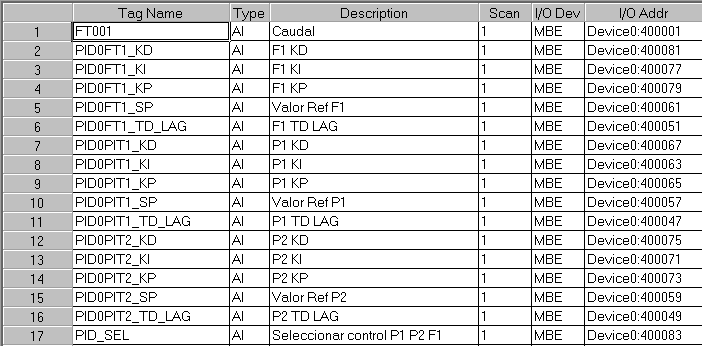 Tag Name Type Description Scan I/O Dev I/O Addr
1 FT001 AI Caudal 1 MBE Device0:400001
2 PID0FT1_KD AI F1 KD 1 MBE Device0:400081
3 PID0FT1_KI AI F1 KI 1 MBE Device0:400077
4 PID0FT1_KP AI F1 KP 1 MBE Device0:400079
5 PID0FT1_SP AI Valor Ref F1 1 MBE Device0:400061
6 PID0FT1_TD_LAG AI F1 TD LAG 1 MBE Device0:400051
7 PID0PIT1_KD AI P1 KD 1 MBE Device0:400067
8 PID0PIT1_KI AI P1 KI 1 MBE Device0:400063
9 PID0PIT1_KP AI P1 KP 1 MBE Device0:400065
10 PID0PIT1_SP AI Valor Ref P1 1 MBE Device0:400057
11 PID0PIT1_TD_LAG AI P1 TD LAG 1 MBE Device0:400047
12 PID0PIT2_KD AI P2 KD 1 MBE Device0:400075
13 PID0PIT2_KI AI P2 KI 1 MBE Device0:400071
14 PID0PIT2_KP AI P2 KP 1 MBE Device0:400073
15 PID0PIT2_SP AI Valor Ref P2 1 MBE Device0:400059
16 PID0PIT2_TD_LAG AI P2 TD LAG 1 MBE Device0:400049
17 PID_SEL AI Seleccionar control P1 P2 F1 1 MBE Device0:400083